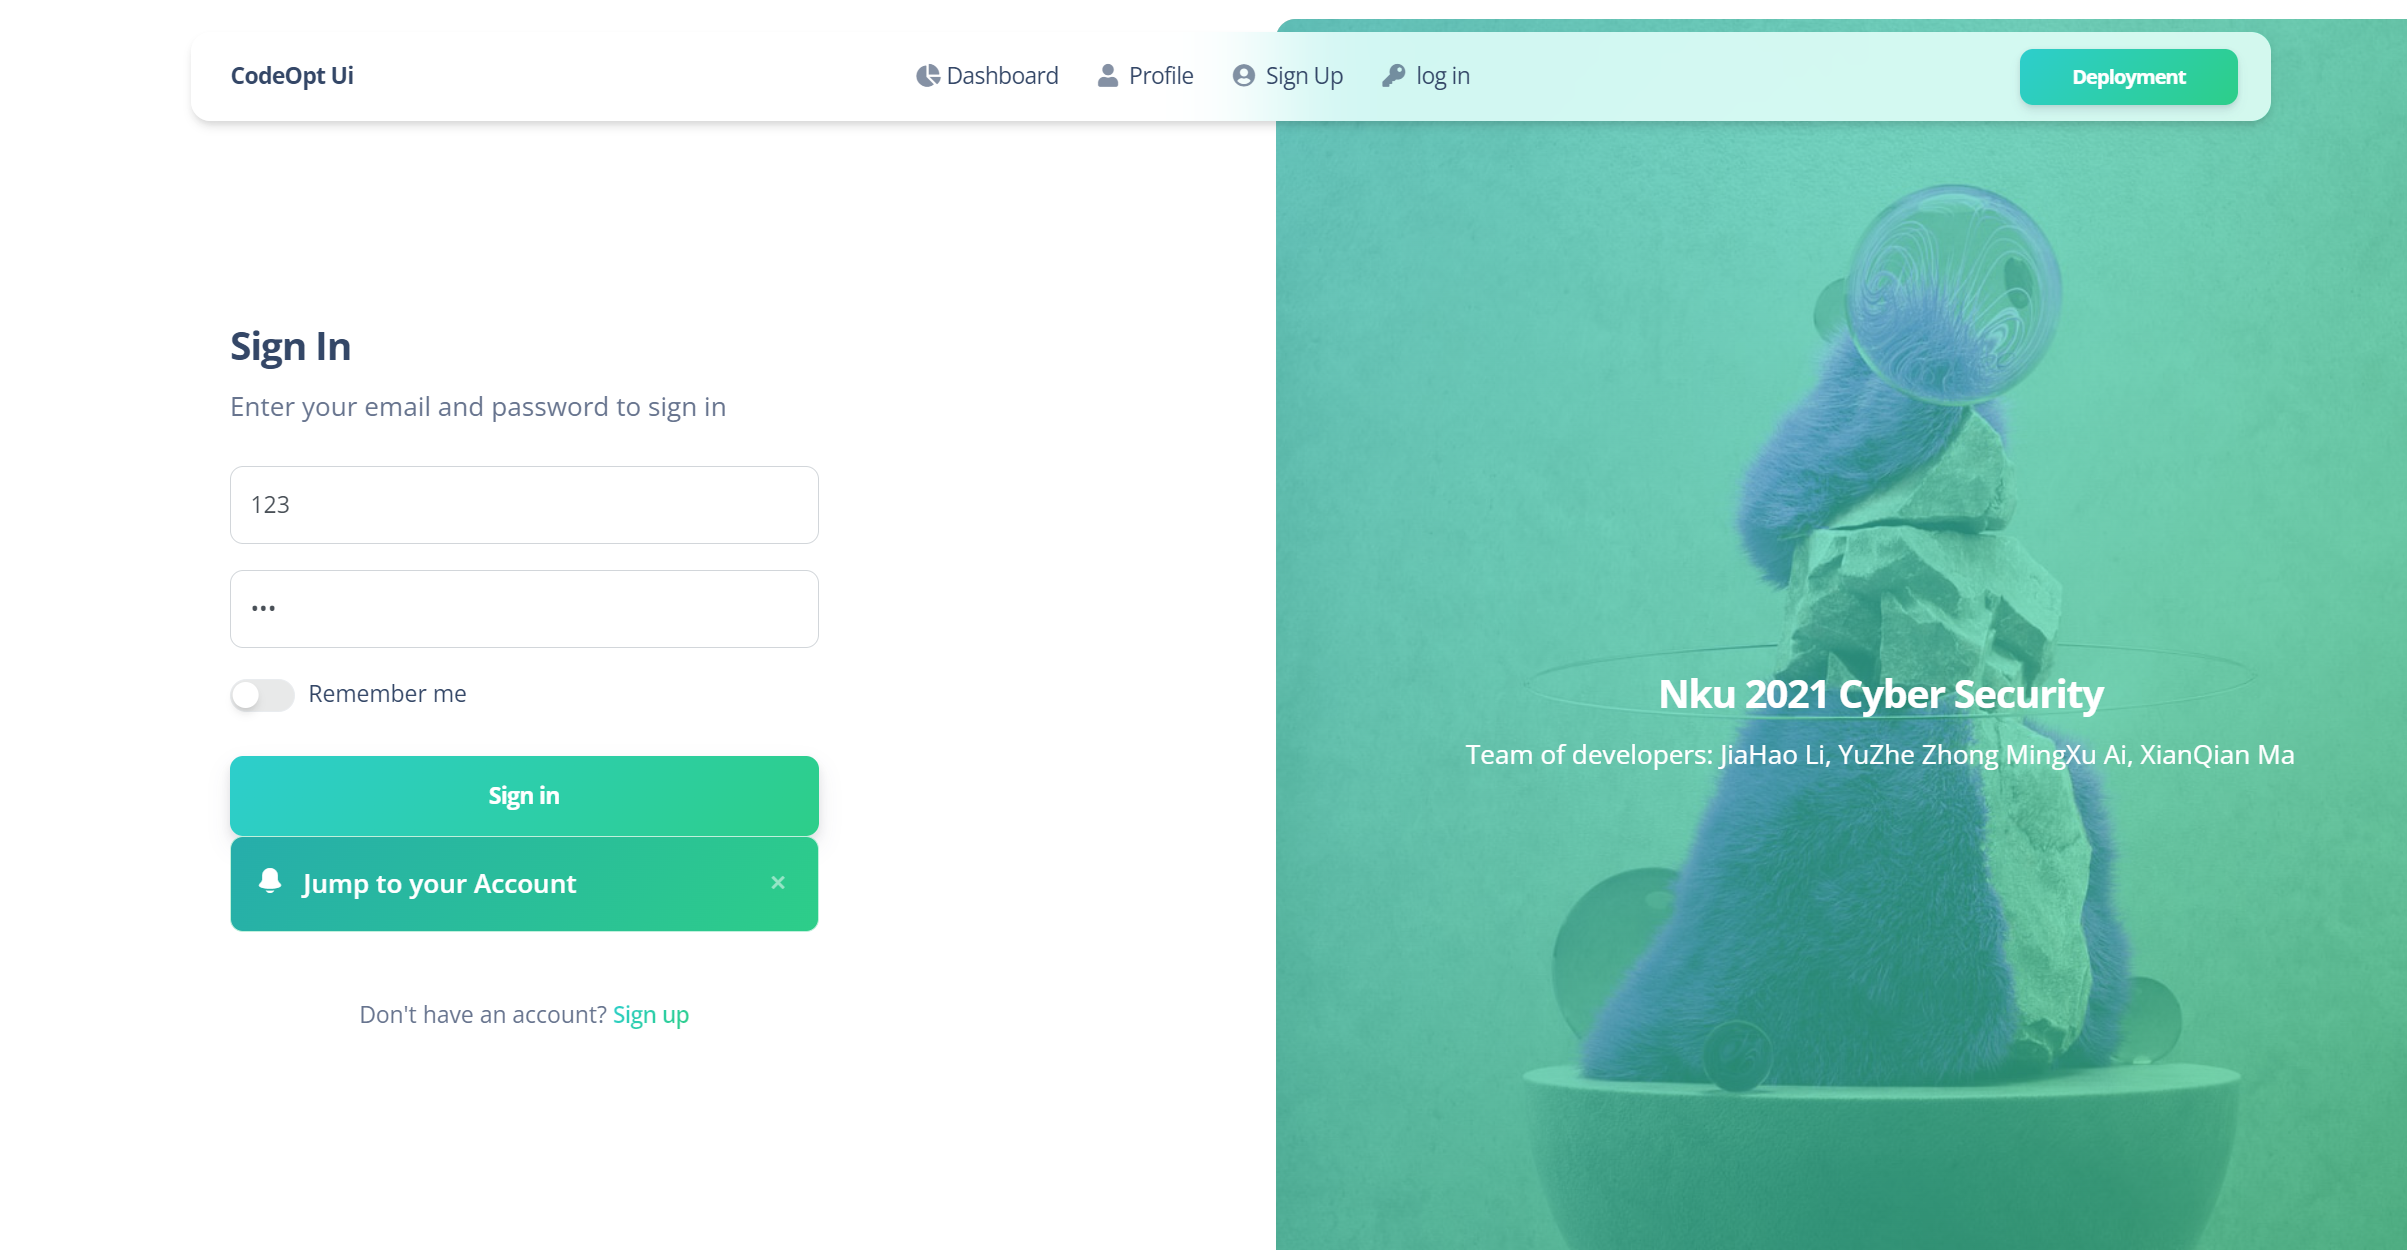 CodeOpt Ui
Dashboard
Profile
Sign Up
log in
Deployment
Sign In
Enter your email and password to sign in
123
•••
Remember me
Sign in
Jump to your Account
×
Don't have an account? Sign up
Nku 2021 Cyber Security
Team of developers: JiaHao Li, YuZhe Zhong MingXu Ai, XianQian Ma